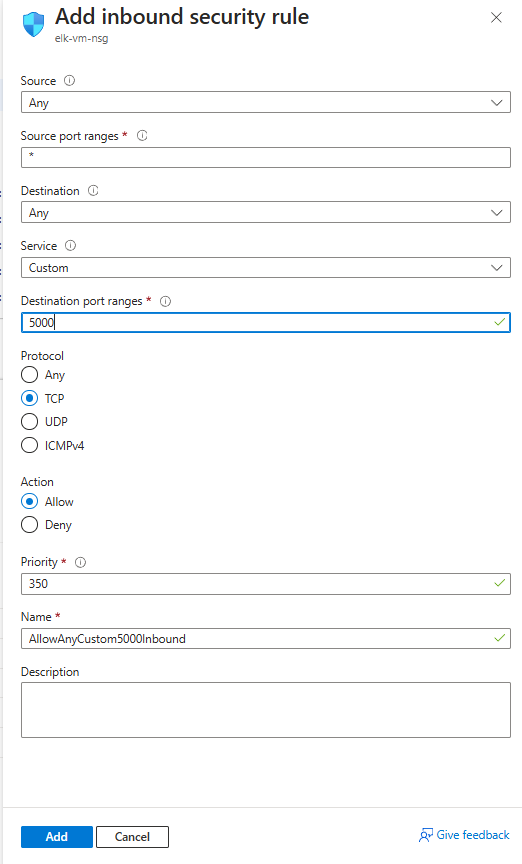 Add inbound security rule
elk-vm-nsg
Source
Any
Source port ranges *
*
Destination
Any
Service
Custom
Destination port ranges *
5000
Protocol
Any
TCP
UDP
ICMPv4
Action
Allow
Deny
Priority *
350
Name *
AllowAnyCustom5000Inbound
Description
Add Cancel Give feedback